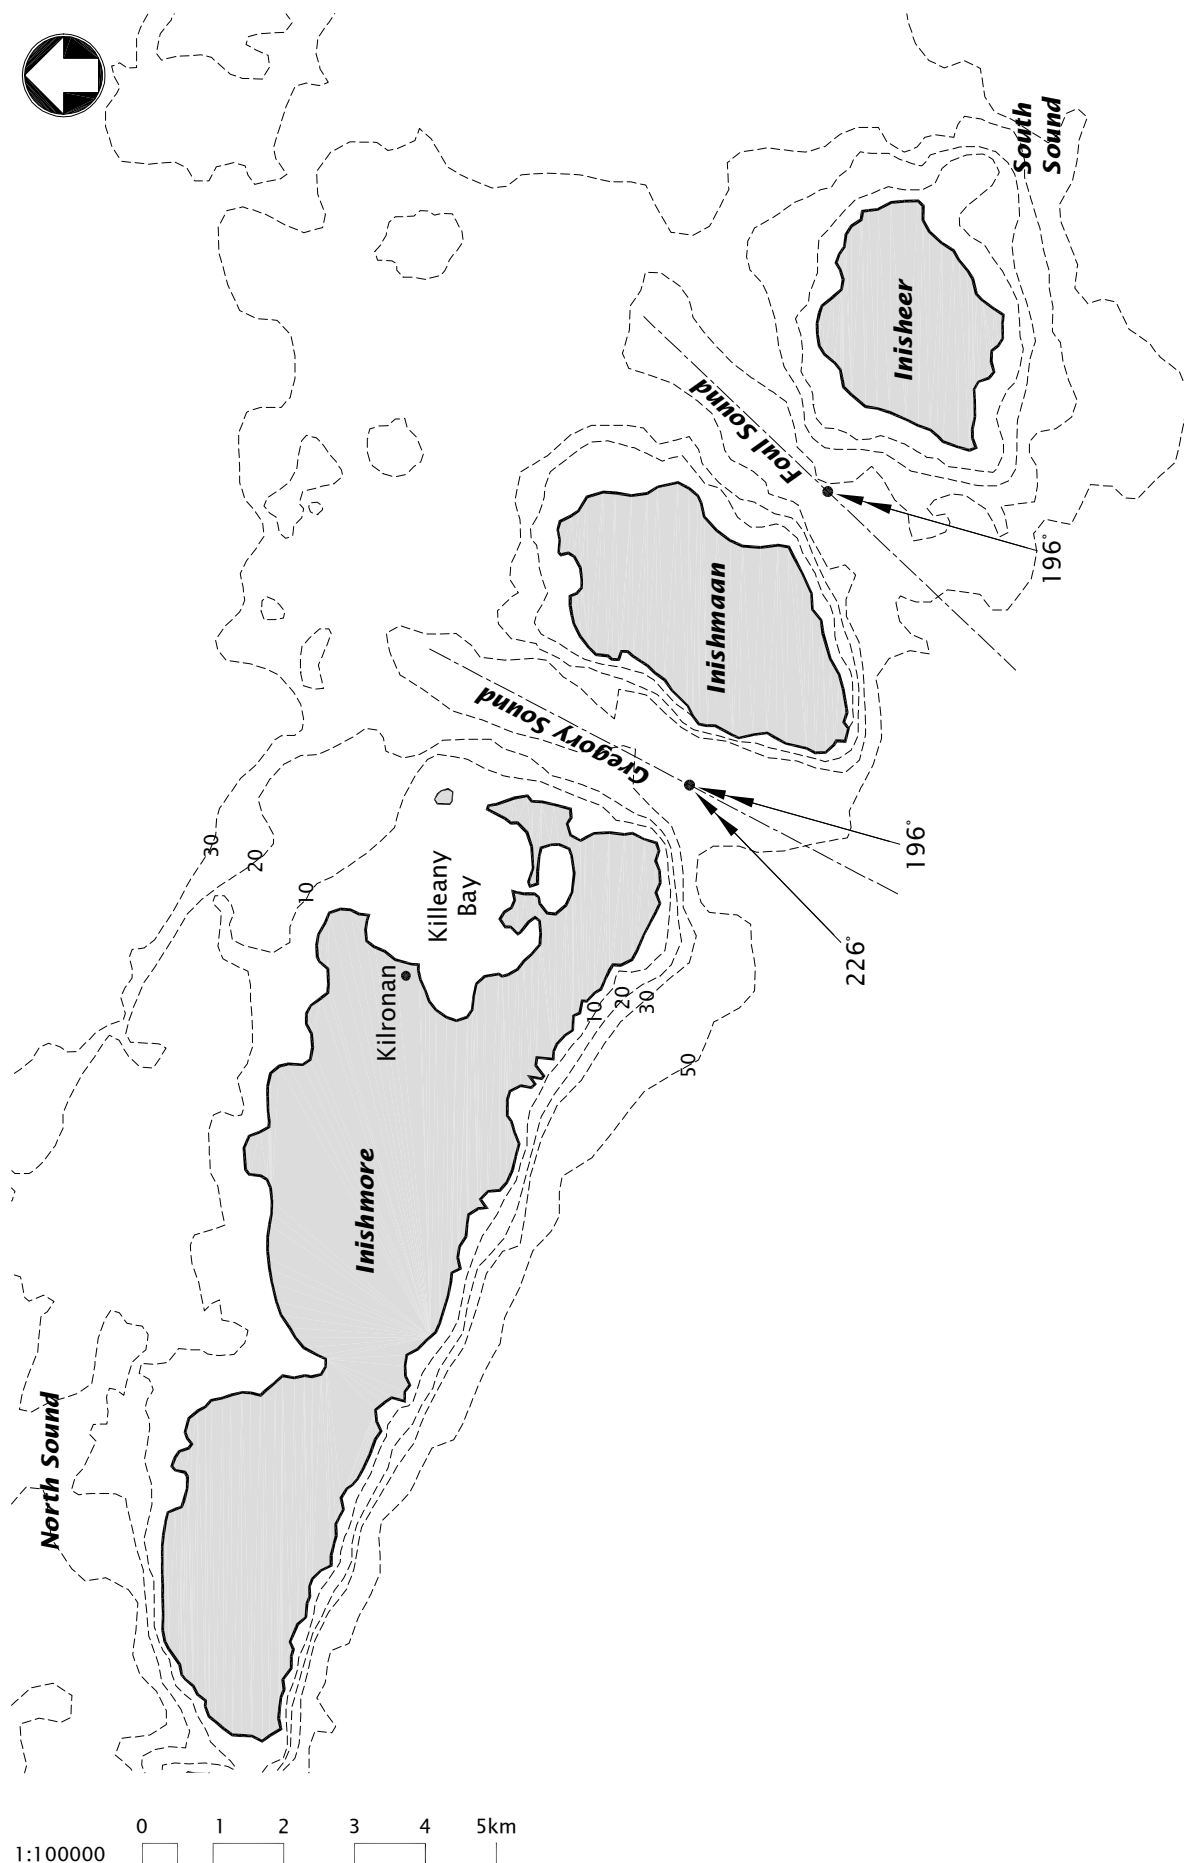 South
Sound
Inisheer
Foul Sound
196°
Inishmaan
Gregory Sound
196°
226°
30
20
10
Killeany
Bay
Kilronan
10
20
30
50
Inishmore
North Sound
0 1 2 3 4 5km
1:100000